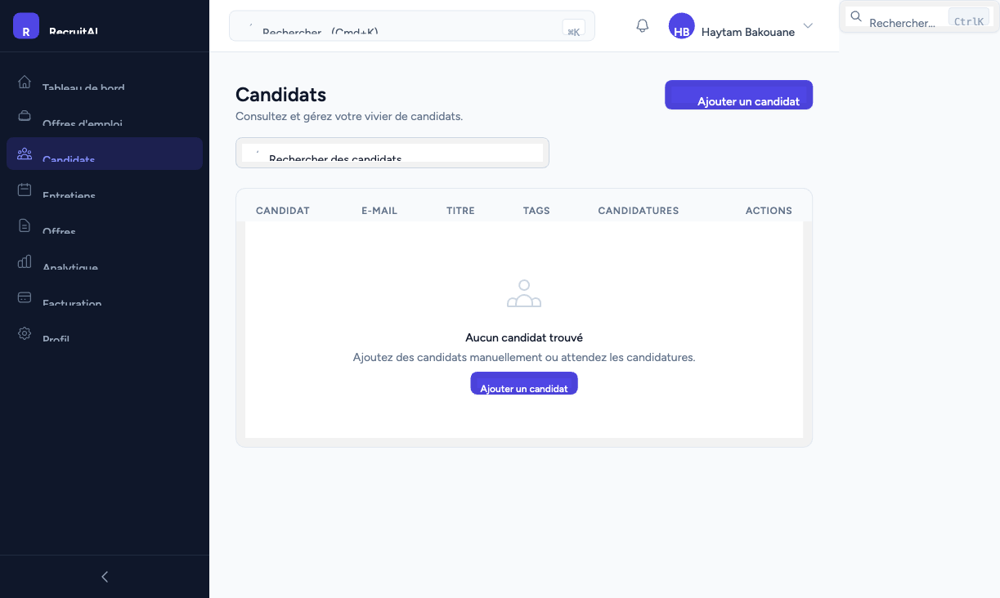 R RecruitAI
Rechercher... (Cmd+K) ⌘K
HB Haytam Bakouane
Rechercher... CtrlK
Tableau de bord
Offres d'emploi
Candidats
Entretiens
Offres
Analytique
Facturation
Profil
Candidats
Ajouter un candidat
Consultez et gérez votre vivier de candidats.
Rechercher des candidats
CANDIDAT E-MAIL TITRE TAGS CANDIDATURES ACTIONS
Aucun candidat trouvé
Ajoutez des candidats manuellement ou attendez les candidatures.
Ajouter un candidat